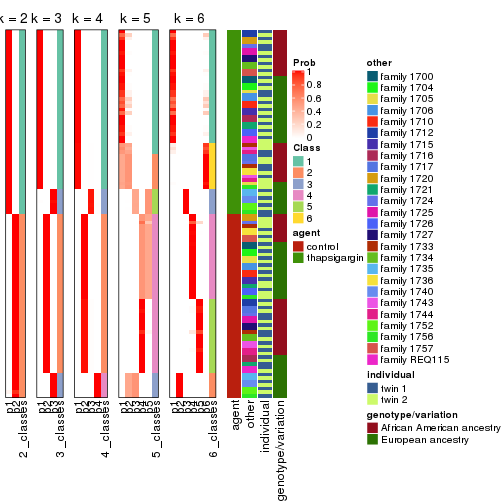 k = 2
k = 3
k = 4
k = 5
k = 6
p1
p2
2_classes
p1
p2
p3
3_classes
p1
p2
p3
p4
4_classes
p1
p2
p3
p4
p5
5_classes
p1
p2
p3
p4
p5
p6
6_classes
agent
other
individual
genotype/variation
Prob
1
0.8
0.6
0.4
0.2
0
Class
1
2
3
4
5
6
agent
control
thapsigargin
other
family 1700
family 1704
family 1705
family 1706
family 1710
family 1712
family 1715
family 1716
family 1717
family 1720
family 1721
family 1724
family 1725
family 1726
family 1727
family 1733
family 1734
family 1735
family 1736
family 1740
family 1743
family 1744
family 1752
family 1756
family 1757
family REQ115
individual
twin 1
twin 2
genotype/variation
African American ancestry
European ancestry